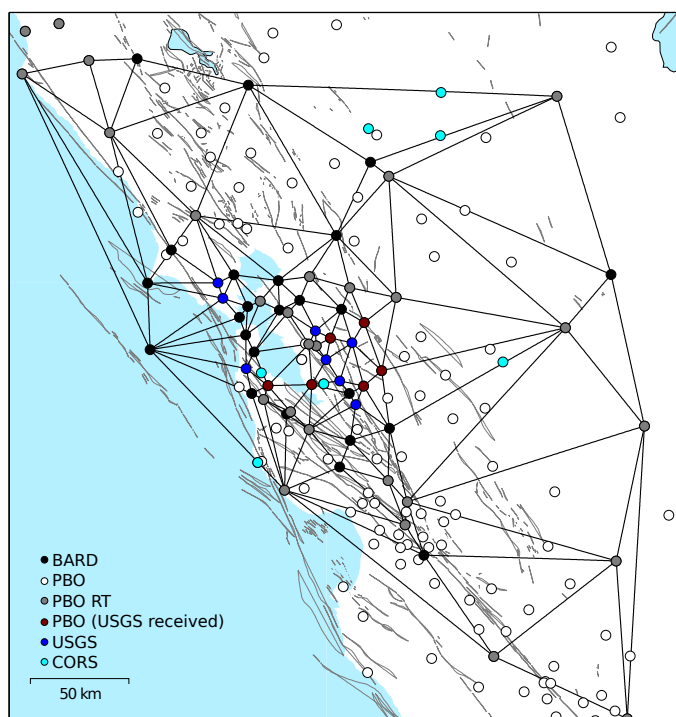 BARD
PBO
PBO RT
PBO (USGS received)
USGS
CORS
50 km